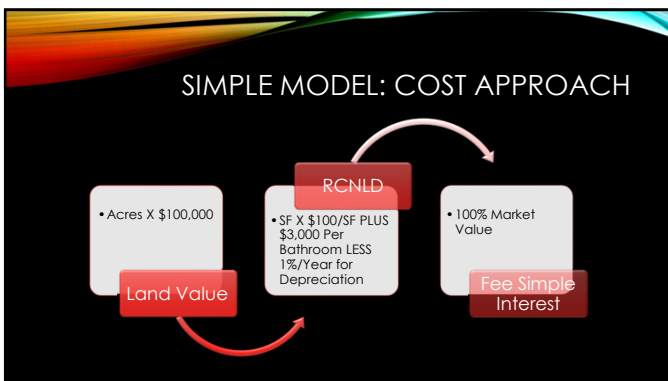 SIMPLE MODEL: COST APPROACH
• Acres X $100,000
Land Value
RCNLD
• SF X $100/SF PLUS
$3,000 Per
Bathroom LESS
1%/Year for
Depreciation
• 100% Market
Value
Fee Simple
Interest